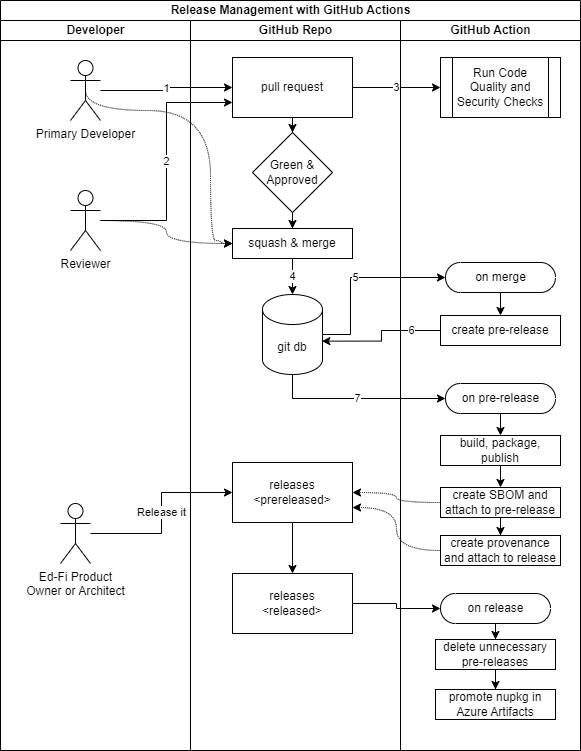 Release Management with GitHub Actions
Developer
GitHub Repo
GitHub Action
Primary Developer
1
pull request
3
Run Code
Quality and
Security Checks
2
Green &
Approved
Reviewer
squash & merge
4
5
on merge
git db
6
create pre-release
7
on pre-release
build, package,
publish
releases
<prereleased>
create SBOM and
attach to pre-release
Release it
create provenance
and attach to release
Ed-Fi Product
Owner or Architect
releases
<released>
on release
delete unnecessary
pre-releases
promote nupkg in
Azure Artifacts